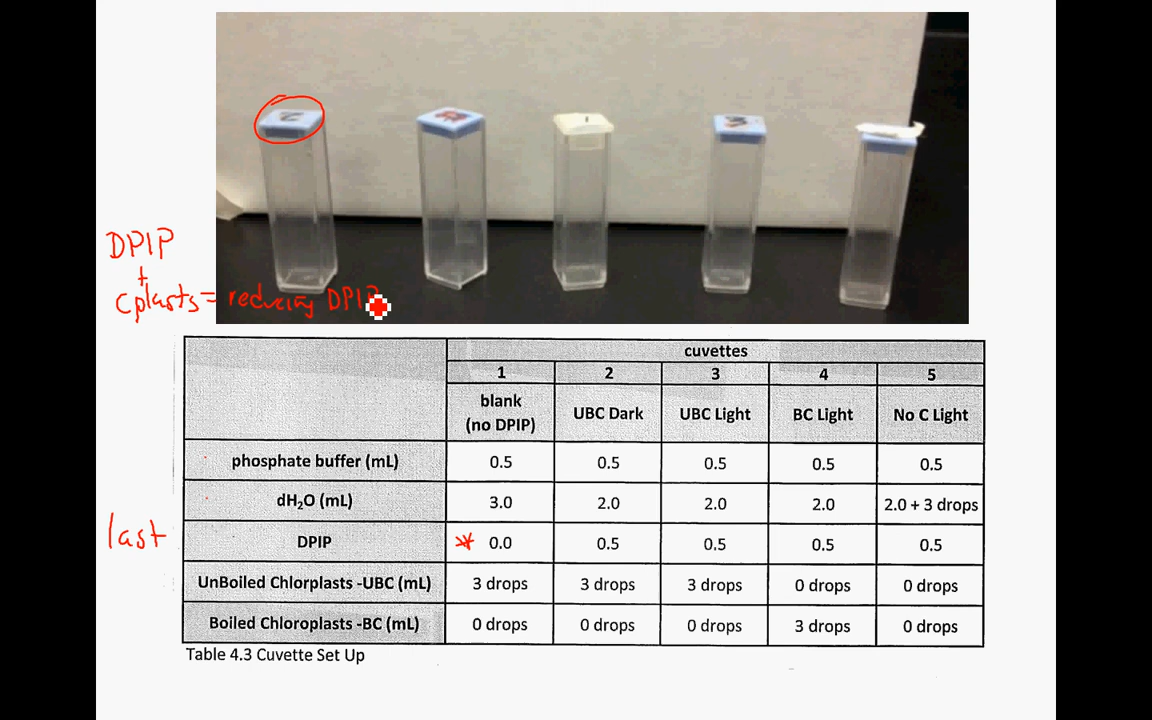 DPIP
+
cplasts = reducing DPIP
cuvettes
1 2 3 4 5
blank (no DPIP) UBC Dark UBC Light BC Light No C Light
phosphate buffer (mL) 0.5 0.5 0.5 0.5 0.5
dH₂O (mL) 3.0 2.0 2.0 2.0 2.0 + 3 drops
last DPIP * 0.0 0.5 0.5 0.5 0.5
UnBoiled Chlorplasts -UBC (mL) 3 drops 3 drops 3 drops 0 drops 0 drops
Boiled Chloroplasts -BC (mL) 0 drops 0 drops 0 drops 3 drops 0 drops
Table 4.3 Cuvette Set Up